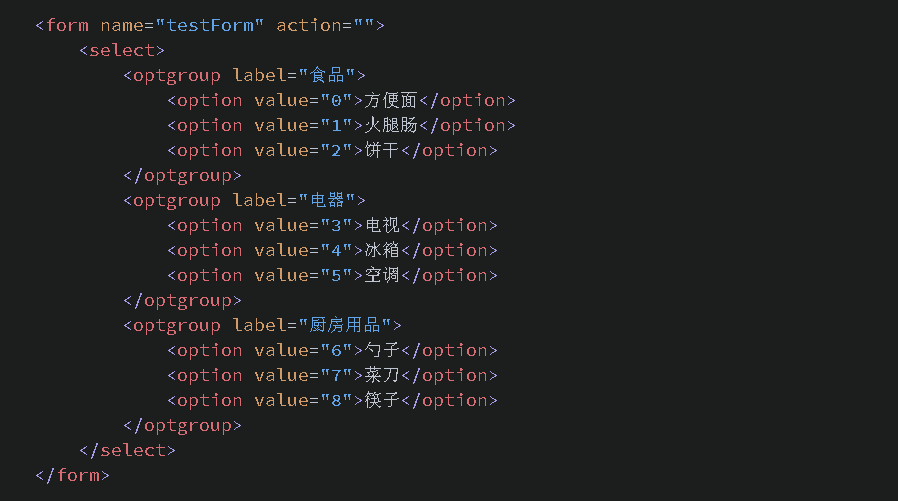 <form name="testForm" action="">
    <select>
        <optgroup label="食品">
            <option value="0">方便面</option>
            <option value="1">火腿肠</option>
            <option value="2">饼干</option>
        </optgroup>
        <optgroup label="电器">
            <option value="3">电视</option>
            <option value="4">冰箱</option>
            <option value="5">空调</option>
        </optgroup>
        <optgroup label="厨房用品">
            <option value="6">勺子</option>
            <option value="7">菜刀</option>
            <option value="8">筷子</option>
        </optgroup>
    </select>
</form>